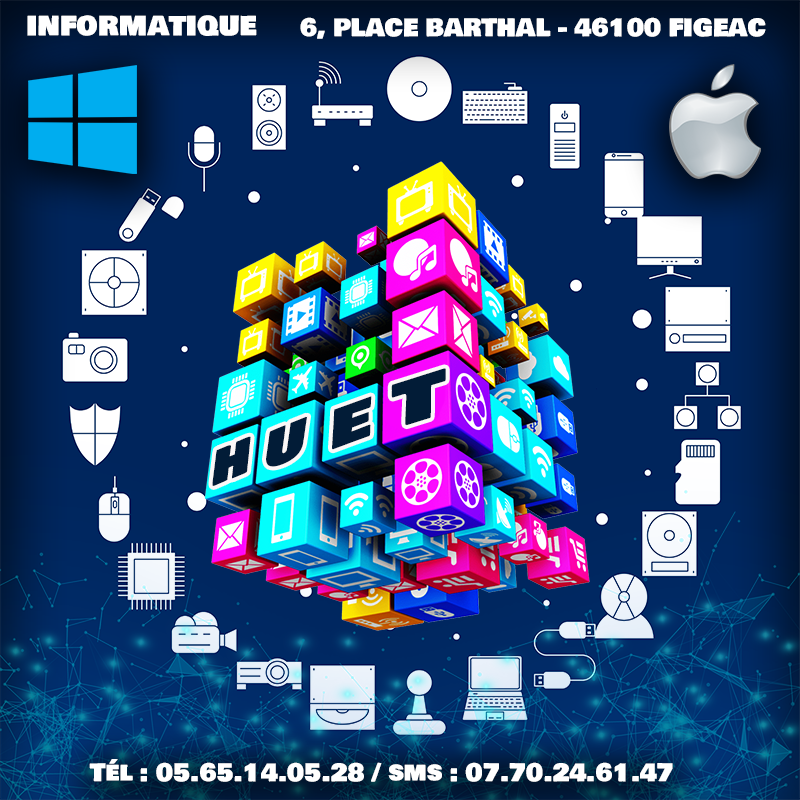 INFORMATIQUE 6, PLACE BARTHAL - 46100 FIGEAC
HUET
TÉL : 05.65.14.05.28 / SMS : 07.70.24.61.47